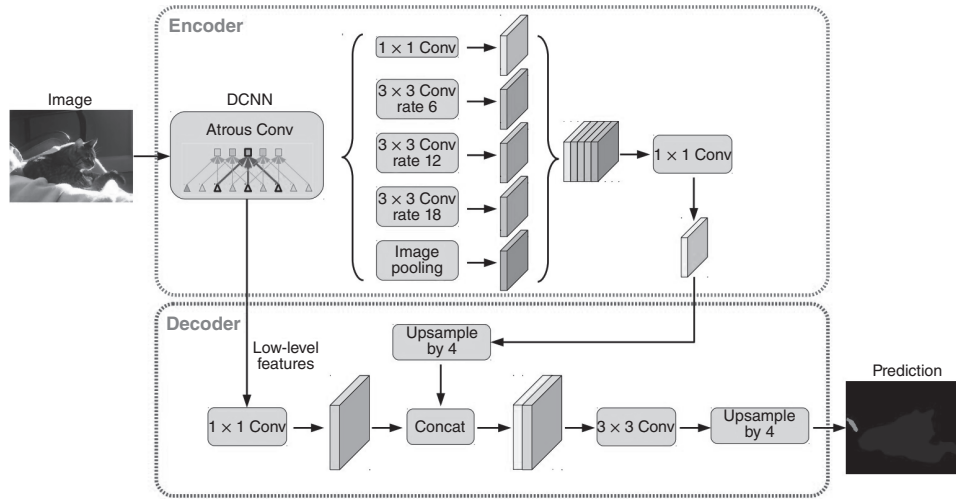 Encoder
Image
DCNN
Atrous Conv
1 × 1 Conv
3 × 3 Conv
rate 6
3 × 3 Conv
rate 12
3 × 3 Conv
rate 18
Image
pooling
1 × 1 Conv
Decoder
Low-level
features
Upsample
by 4
1 × 1 Conv
Concat
3 × 3 Conv
Upsample
by 4
Prediction